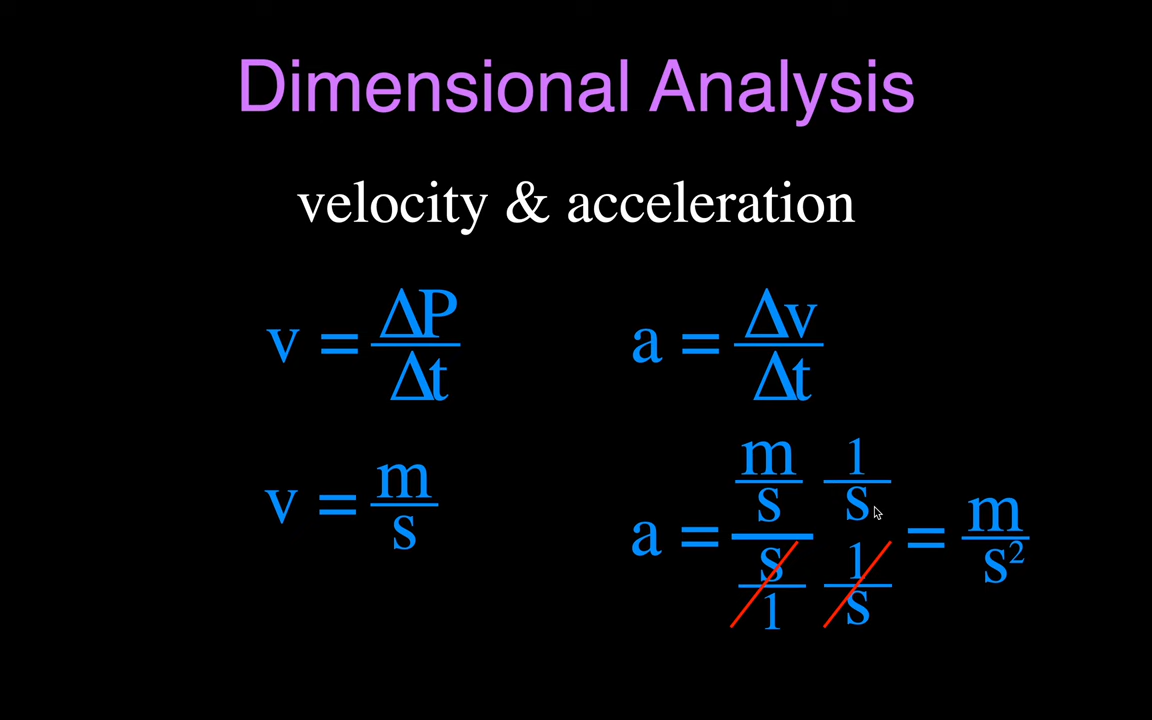 Dimensional Analysis
velocity & acceleration
v = ΔP/Δt
a = Δv/Δt
v = m/s
a = (m/s)/(s/1) (1/s)/(1/s) = m/s²